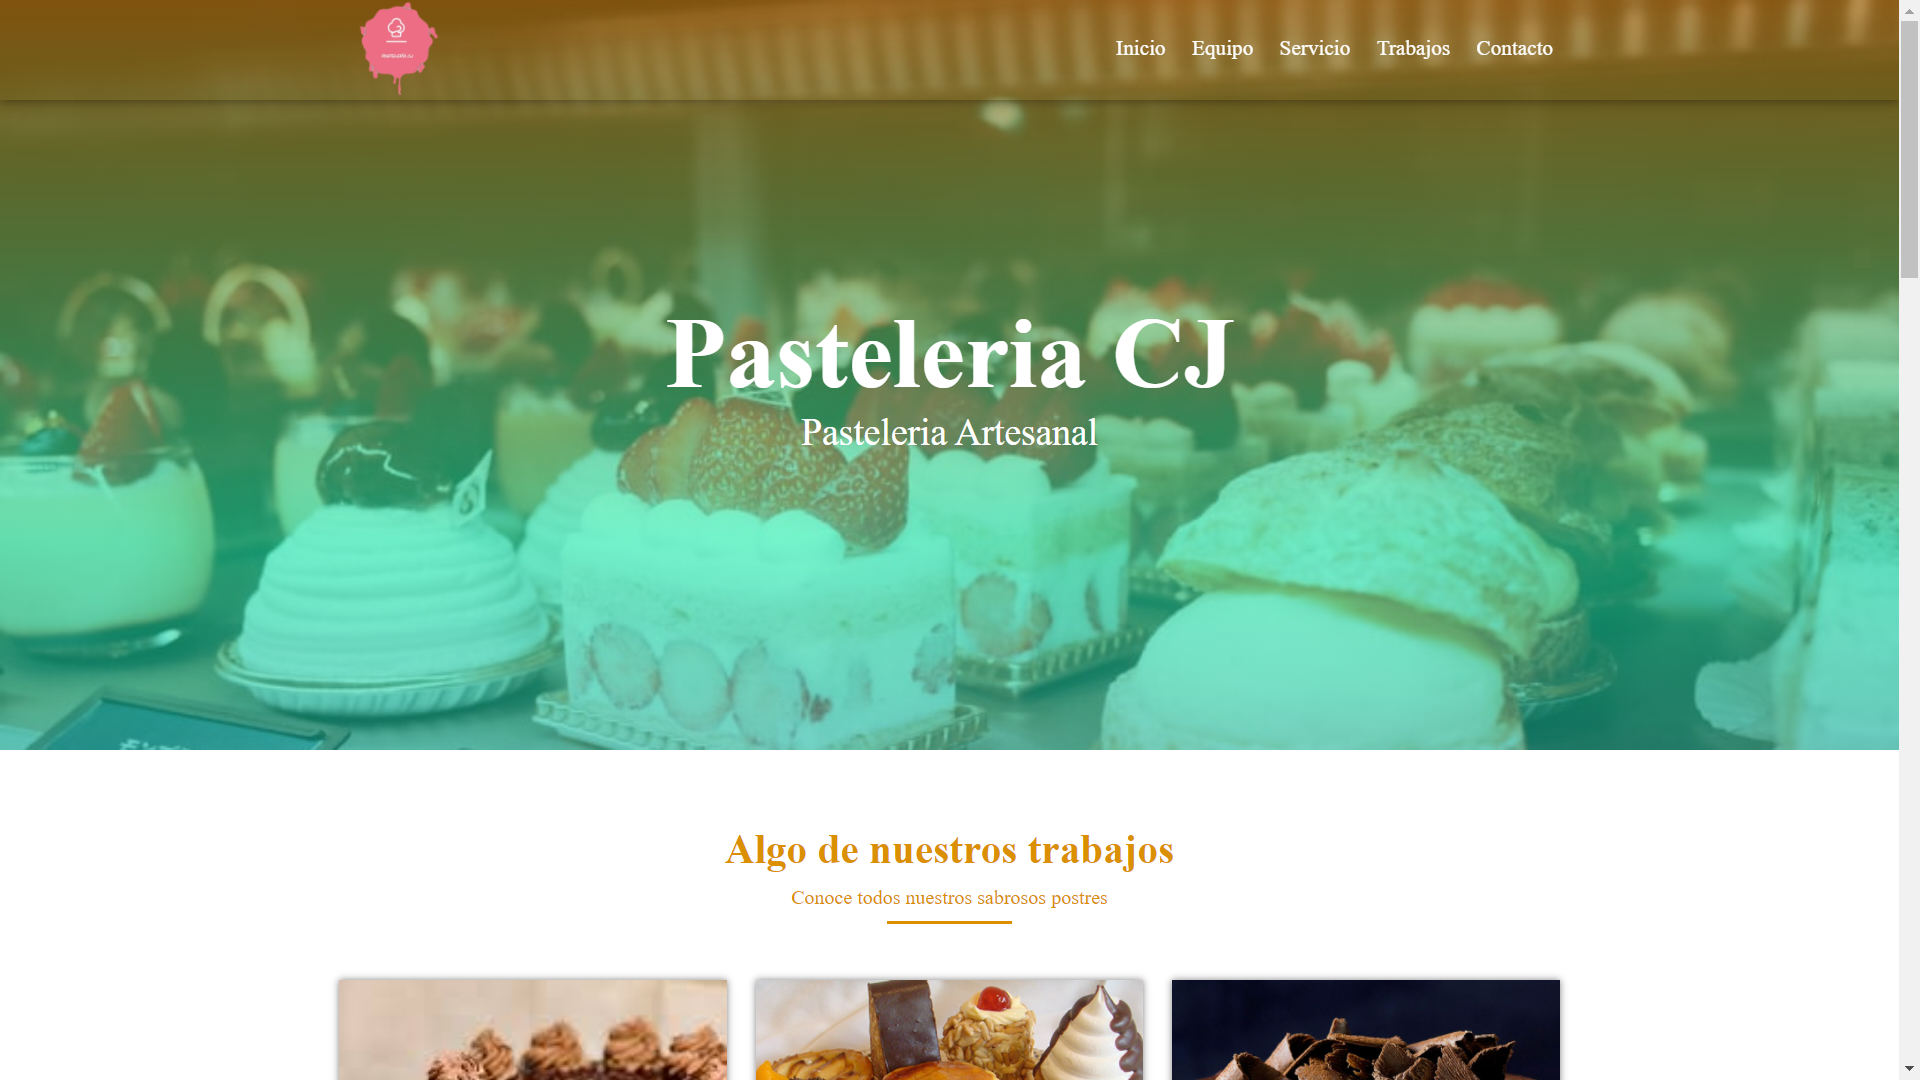 Inicio Equipo Servicio Trabajos Contacto
Pasteleria CJ
Pasteleria Artesanal
Algo de nuestros trabajos
Conoce todos nuestros sabrosos postres